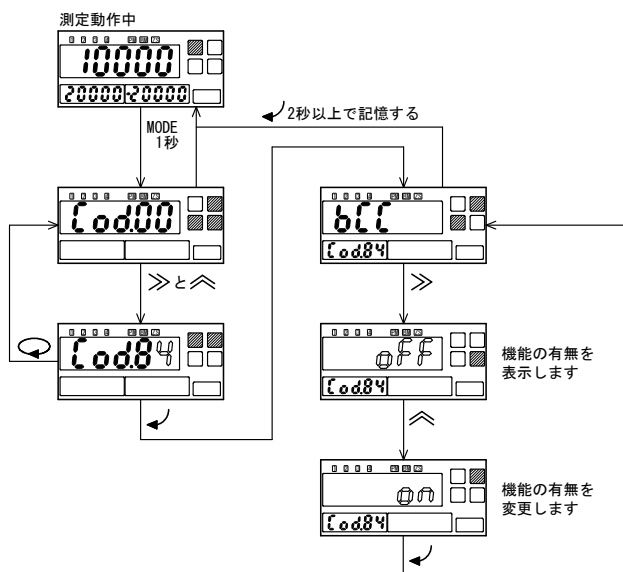 測定動作中
10000
20000 -20000
MODE
1秒
2秒以上で記憶する
Cod.00
bCC
Cod.84
と
Cod.84
oFF
Cod.84
機能の有無を
表示します
on
Cod.84
機能の有無を
変更します